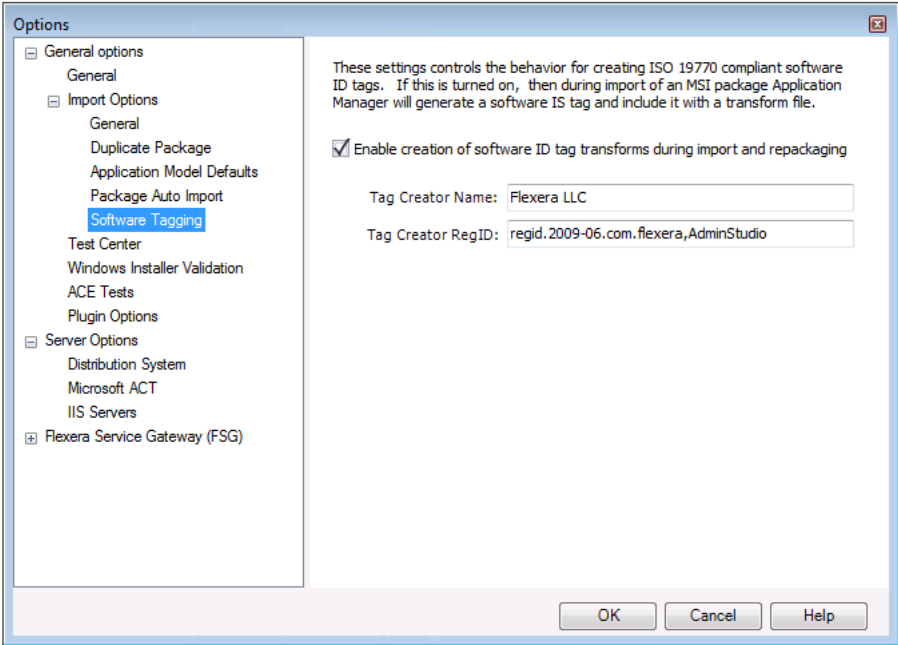 Options
General options
General
Import Options
General
Duplicate Package
Application Model Defaults
Package Auto Import
Software Tagging
Test Center
Windows Installer Validation
ACE Tests
Plugin Options
Server Options
Distribution System
Microsoft ACT
IIS Servers
Flexera Service Gateway (FSG)
These settings controls the behavior for creating ISO 19770 compliant software
ID tags. If this is turned on, then during import of an MSI package Application
Manager will generate a software IS tag and include it with a transform file.
Enable creation of software ID tag transforms during import and repackaging
Tag Creator Name: Flexera LLC
Tag Creator RegID: regid.2009-06.com.flexera,AdminStudio
OK Cancel Help